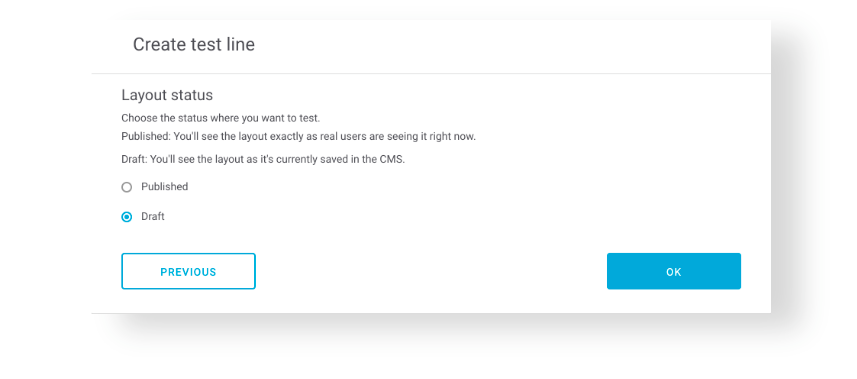 Create test line
Layout status
Choose the status where you want to test.
Published: You'll see the layout exactly as real users are seeing it right now.
Draft: You'll see the layout as it's currently saved in the CMS.
Published
Draft
PREVIOUS
OK